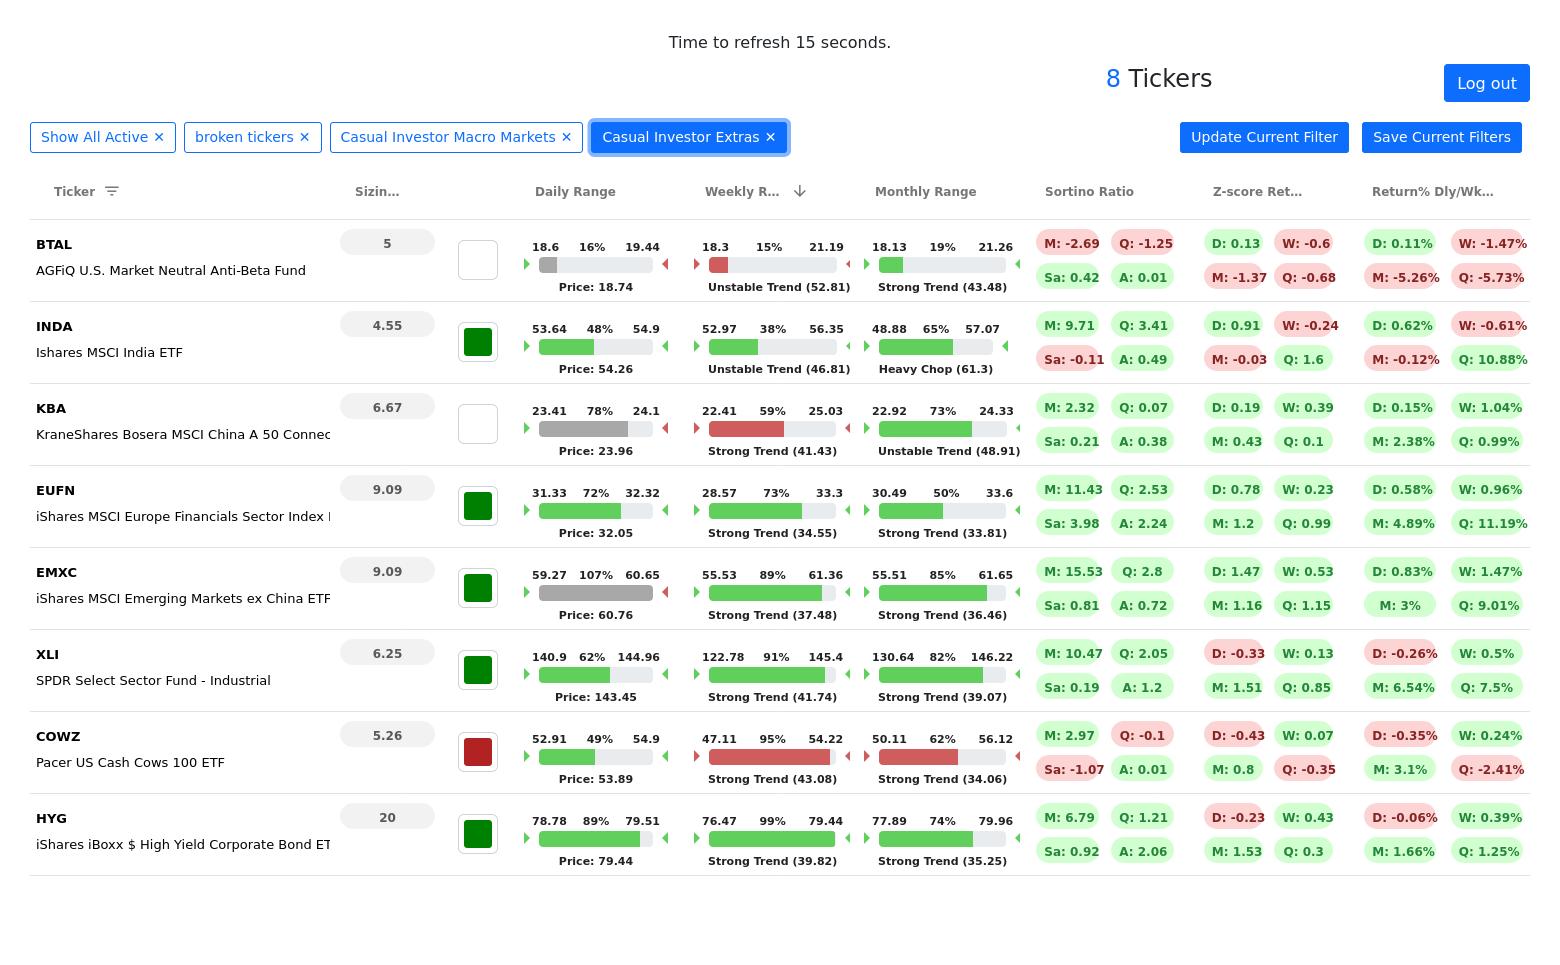 Time to refresh 15 seconds.
8 Tickers
Log out
Show All Active ✕ broken tickers ✕ Casual Investor Macro Markets ✕ Casual Investor Extras ✕ Update Current Filter Save Current Filters
Ticker Sizin... Daily Range Weekly R... Monthly Range Sortino Ratio Z-score Ret... Return% Dly/Wk...
BTAL 5 18.6 16% 19.44 18.3 15% 21.19 18.13 19% 21.26 M: -2.69 Q: -1.25 D: 0.13 W: -0.6 D: 0.11% W: -1.47%
AGFiQ U.S. Market Neutral Anti-Beta Fund Sa: 0.42 A: 0.01 M: -1.37 Q: -0.68 M: -5.26% Q: -5.73%
Price: 18.74 Unstable Trend (52.81) Strong Trend (43.48)
INDA 4.55 53.64 48% 54.9 52.97 38% 56.35 48.88 65% 57.07 M: 9.71 Q: 3.41 D: 0.91 W: -0.24 D: 0.62% W: -0.61%
Ishares MSCI India ETF Sa: -0.11 A: 0.49 M: -0.03 Q: 1.6 M: -0.12% Q: 10.88%
Price: 54.26 Unstable Trend (46.81) Heavy Chop (61.3)
KBA 6.67 23.41 78% 24.1 22.41 59% 25.03 22.92 73% 24.33 M: 2.32 Q: 0.07 D: 0.19 W: 0.39 D: 0.15% W: 1.04%
KraneShares Bosera MSCI China A 50 Connec Sa: 0.21 A: 0.38 M: 0.43 Q: 0.1 M: 2.38% Q: 0.99%
Price: 23.96 Strong Trend (41.43) Unstable Trend (48.91)
EUFN 9.09 31.33 72% 32.32 28.57 73% 33.3 30.49 50% 33.6 M: 11.43 Q: 2.53 D: 0.78 W: 0.23 D: 0.58% W: 0.96%
iShares MSCI Europe Financials Sector Index Sa: 3.98 A: 2.24 M: 1.2 Q: 0.99 M: 4.89% Q: 11.19%
Price: 32.05 Strong Trend (34.55) Strong Trend (33.81)
EMXC 9.09 59.27 107% 60.65 55.53 89% 61.36 55.51 85% 61.65 M: 15.53 Q: 2.8 D: 1.47 W: 0.53 D: 0.83% W: 1.47%
iShares MSCI Emerging Markets ex China ETF Sa: 0.81 A: 0.72 M: 1.16 Q: 1.15 M: 3% Q: 9.01%
Price: 60.76 Strong Trend (37.48) Strong Trend (36.46)
XLI 6.25 140.9 62% 144.96 122.78 91% 145.4 130.64 82% 146.22 M: 10.47 Q: 2.05 D: -0.33 W: 0.13 D: -0.26% W: 0.5%
SPDR Select Sector Fund - Industrial Sa: 0.19 A: 1.2 M: 1.51 Q: 0.85 M: 6.54% Q: 7.5%
Price: 143.45 Strong Trend (41.74) Strong Trend (39.07)
COWZ 5.26 52.91 49% 54.9 47.11 95% 54.22 50.11 62% 56.12 M: 2.97 Q: -0.1 D: -0.43 W: 0.07 D: -0.35% W: 0.24%
Pacer US Cash Cows 100 ETF Sa: -1.07 A: 0.01 M: 0.8 Q: -0.35 M: 3.1% Q: -2.41%
Price: 53.89 Strong Trend (43.08) Strong Trend (34.06)
HYG 20 78.78 89% 79.51 76.47 99% 79.44 77.89 74% 79.96 M: 6.79 Q: 1.21 D: -0.23 W: 0.43 D: -0.06% W: 0.39%
iShares iBoxx $ High Yield Corporate Bond ET Sa: 0.92 A: 2.06 M: 1.53 Q: 0.3 M: 1.66% Q: 1.25%
Price: 79.44 Strong Trend (39.82) Strong Trend (35.25)